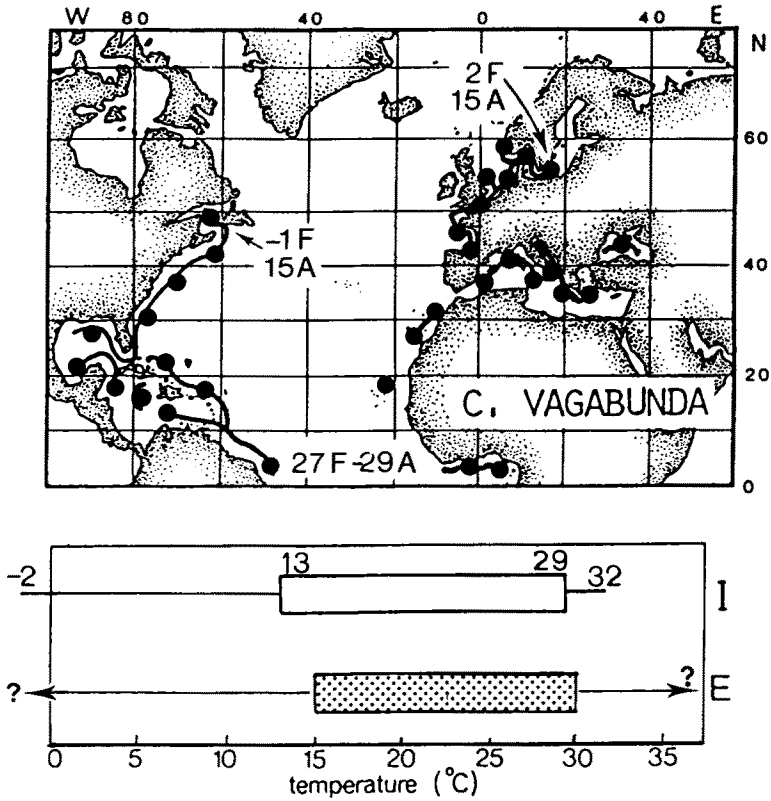 W 80 40 0 40 E
N
2F
15A
60
-1F
15A
40
20
C. VAGABUNDA
27F-29A
0
13 29
-2 32
I
? ? E
0 5 10 15 20 25 30 35
temperature (°C)